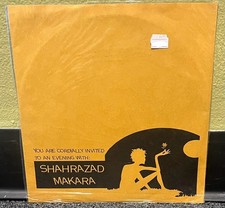 YOU ARE CORDIALLY INVITED
TO AN EVENING WITH
SHAHRAZAD
MAKARA